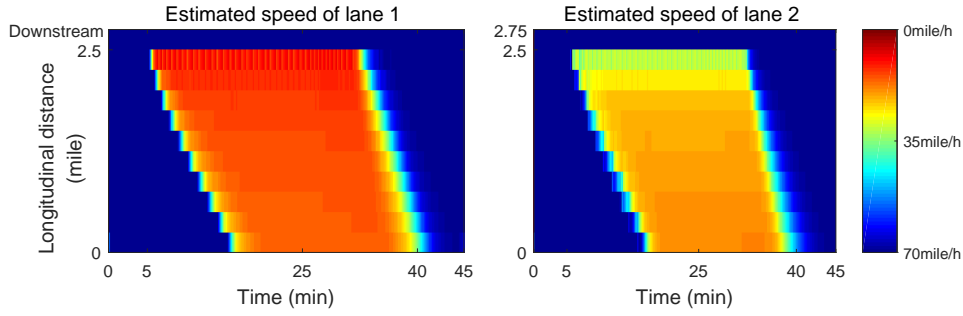 Estimated speed of lane 1
Downstream
2.5
0
Longitudinal distance
(mile)
0
5
25
40
45
Time (min)
Estimated speed of lane 2
2.75
2.5
0
0
5
25
40
45
Time (min)
0mile/h
35mile/h
70mile/h